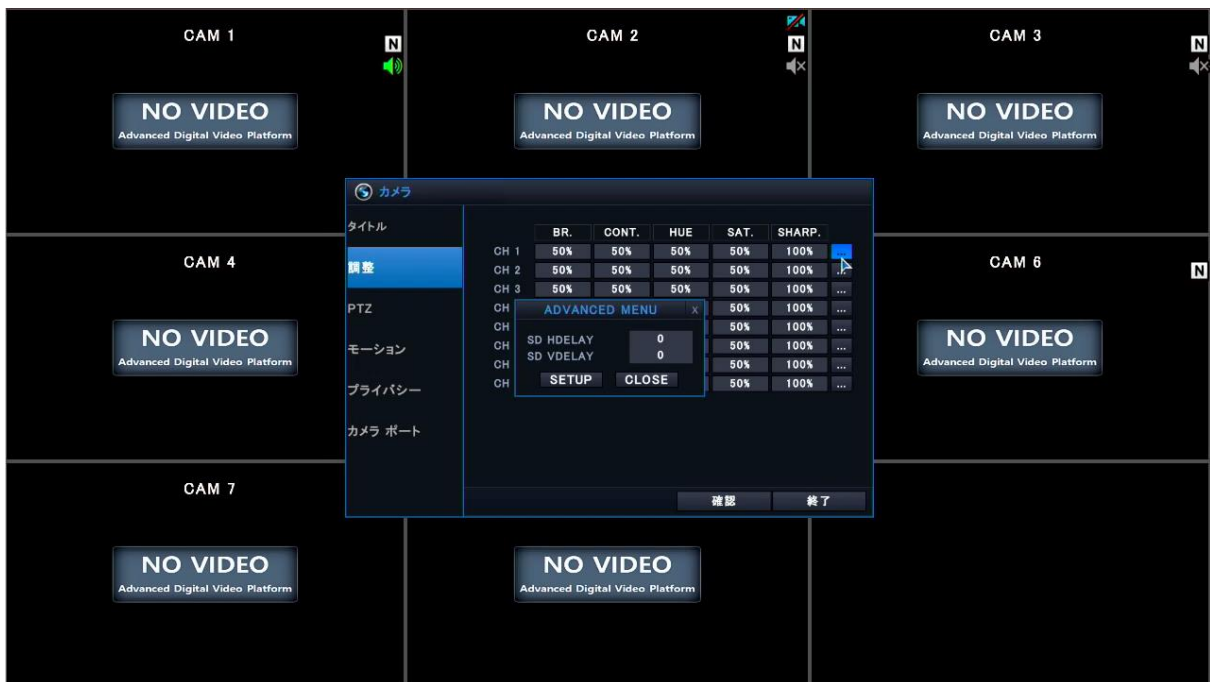 CAM 1
N
NO VIDEO
Advanced Digital Video Platform
CAM 2
N
NO VIDEO
Advanced Digital Video Platform
CAM 3
N
NO VIDEO
Advanced Digital Video Platform
カメラ
タイトル
調整
PTZ
モーション
プライバシー
カメラ ポート
BR. CONT. HUE SAT. SHARP.
CH 1 50% 50% 50% 50% 100% ...
CH 2 50% 50% 50% 50% 100% ...
CH 3 50% 50% 50% 50% 100% ...
CH 50% 100% ...
CH 50% 100% ...
CH 50% 100% ...
CH 50% 100% ...
CH 50% 100% ...
ADVANCED MENU x
SD HDELAY 0
SD VDELAY 0
SETUP CLOSE
確認 終了
CAM 4
NO VIDEO
Advanced Digital Video Platform
CAM 6
N
NO VIDEO
Advanced Digital Video Platform
CAM 7
NO VIDEO
Advanced Digital Video Platform
NO VIDEO
Advanced Digital Video Platform